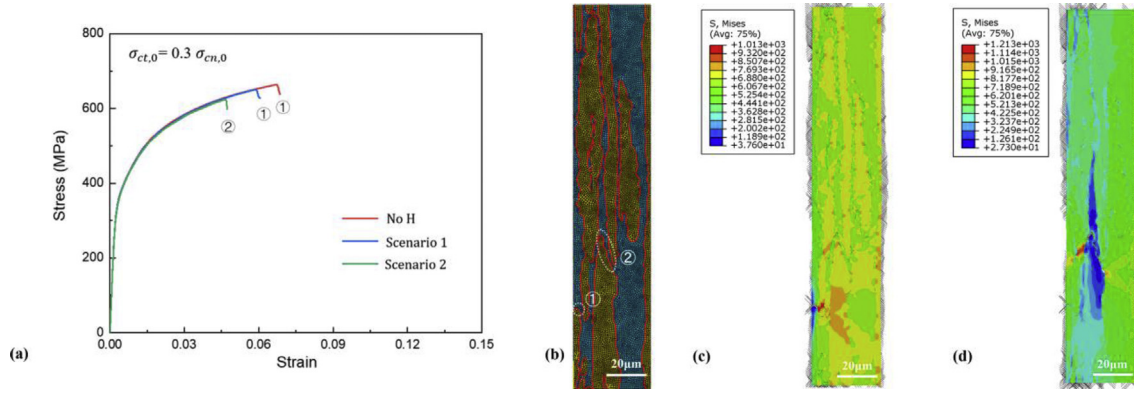 800
σct,0 = 0.3 σcn,0
600
① ①
②
400
200
0
Stress (MPa)
No H
Scenario 1
Scenario 2
0.00 0.03 0.06 0.09 0.12 0.15
Strain
(a)
②
①
20μm
(b)
S, Mises
(Avg: 75%)
+1.013e+03
+9.320e+02
+8.507e+02
+7.693e+02
+6.880e+02
+6.067e+02
+5.254e+02
+4.441e+02
+3.628e+02
+2.815e+02
+2.002e+02
+1.189e+02
+3.760e+01
20μm
(c)
S, Mises
(Avg: 75%)
+1.213e+03
+1.114e+03
+1.015e+03
+9.165e+02
+8.177e+02
+7.189e+02
+6.201e+02
+5.213e+02
+4.225e+02
+3.237e+02
+2.249e+02
+1.261e+02
+2.730e+01
20μm
(d)